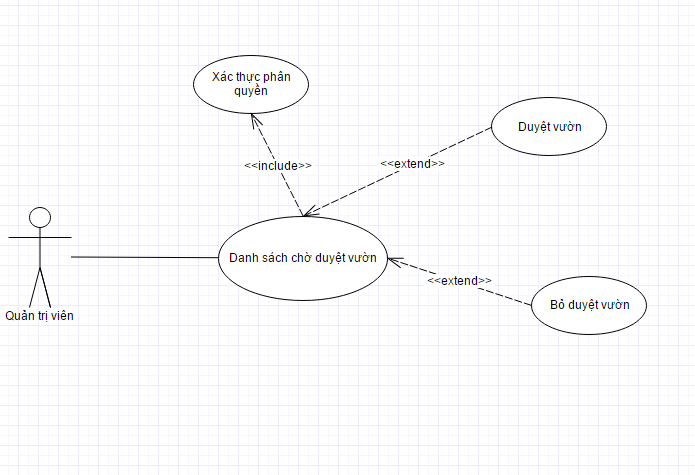 Xác thực phân
quyền
Duyệt vườn
<<include>>
<<extend>>
Danh sách chờ duyệt vườn
<<extend>>
Bỏ duyệt vườn
Quản trị viên